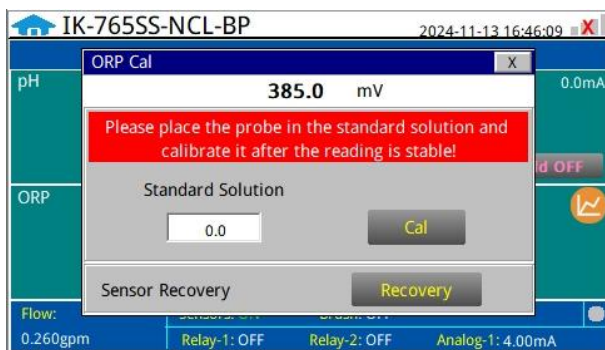 IK-765SS-NCL-BP
2024-11-13 16:46:09
X
ORP Cal
X
pH
385.0 mV
0.0mA
Please place the probe in the standard solution and
calibrate it after the reading is stable!
OFF
ORP
Standard Solution
0.0
Cal
Sensor Recovery
Recovery
Flow:
0.260gpm
Relay-1: OFF
Relay-2: OFF
Analog-1: 4.00mA